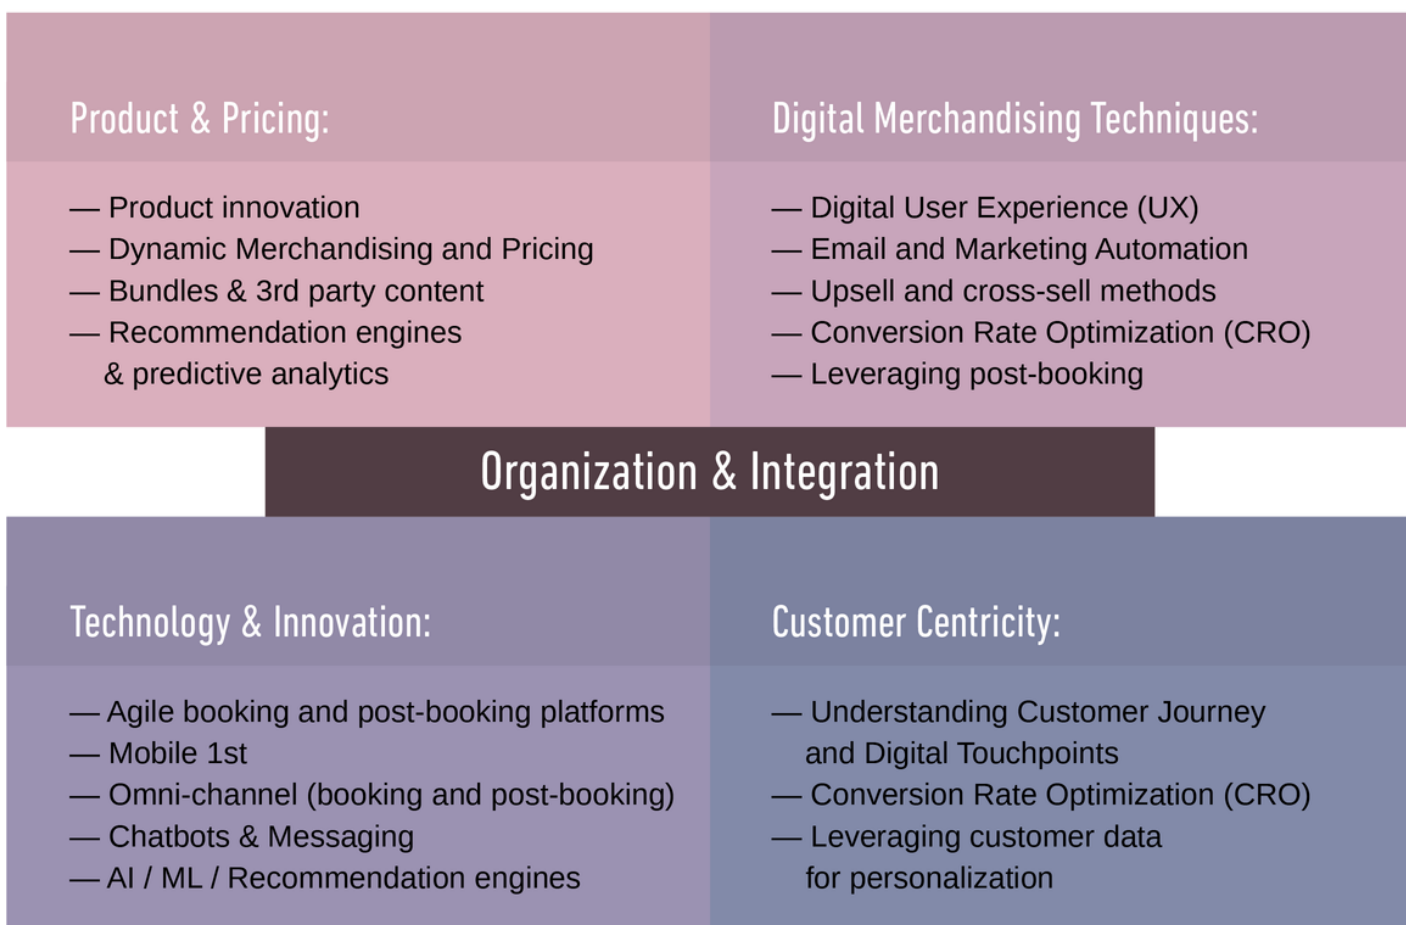 Product & Pricing:
— Product innovation
— Dynamic Merchandising and Pricing
— Bundles & 3rd party content
— Recommendation engines
& predictive analytics
Digital Merchandising Techniques:
— Digital User Experience (UX)
— Email and Marketing Automation
— Upsell and cross-sell methods
— Conversion Rate Optimization (CRO)
— Leveraging post-booking
Organization & Integration
Technology & Innovation:
— Agile booking and post-booking platforms
— Mobile 1st
— Omni-channel (booking and post-booking)
— Chatbots & Messaging
— AI / ML / Recommendation engines
Customer Centricity:
— Understanding Customer Journey
and Digital Touchpoints
— Conversion Rate Optimization (CRO)
— Leveraging customer data
for personalization